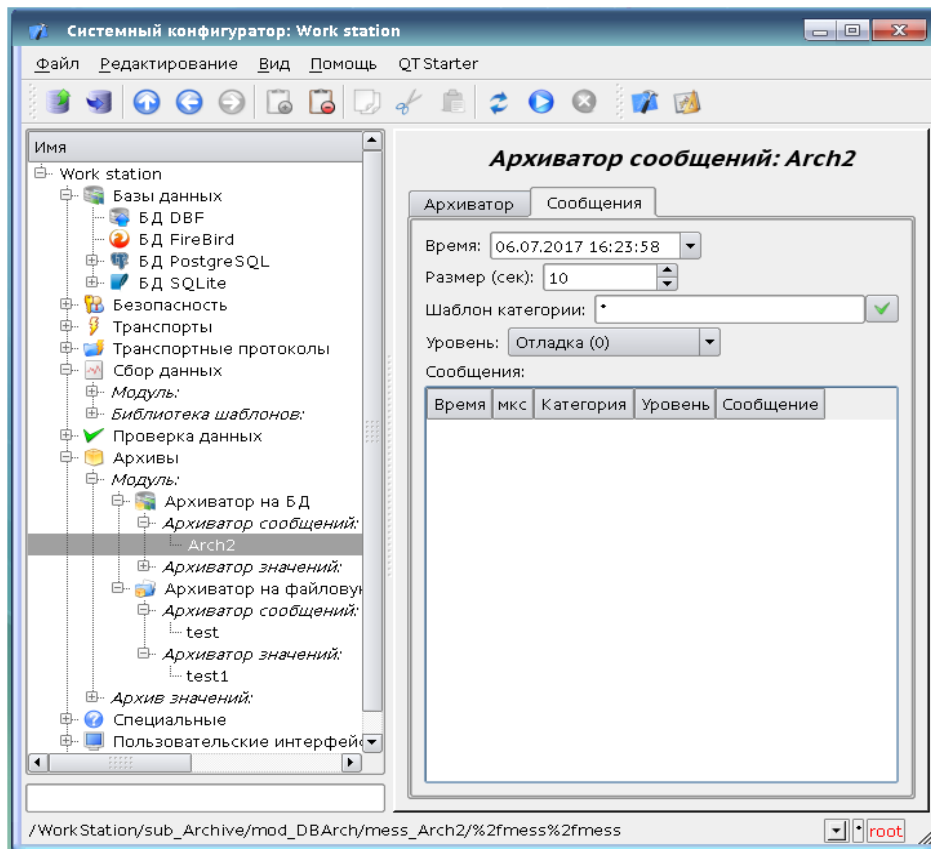 Системный конфигуратор: Work station
Файл Редактирование Вид Помощь QTStarter
Имя
Work station
Базы данных
БД DBF
БД FireBird
БД PostgreSQL
БД SQLite
Безопасность
Транспорты
Транспортные протоколы
Сбор данных
Модуль:
Библиотека шаблонов:
Проверка данных
Архивы
Модуль:
Архиватор на БД
Архиватор сообщений:
Arch2
Архиватор значений:
Архиватор на файловун
Архиватор сообщений:
test
Архиватор значений:
test1
Архив значений:
Специальные
Пользовательские интерфей
Архиватор сообщений: Arch2
Архиватор Сообщения
Время: 06.07.2017 16:23:58
Размер (сек): 10
Шаблон категории: *
Уровень: Отладка (0)
Сообщения:
Время мкс Категория Уровень Сообщение
/WorkStation/sub_Archive/mod_DBArch/mess_Arch2/%2fmess%2fmess
* root